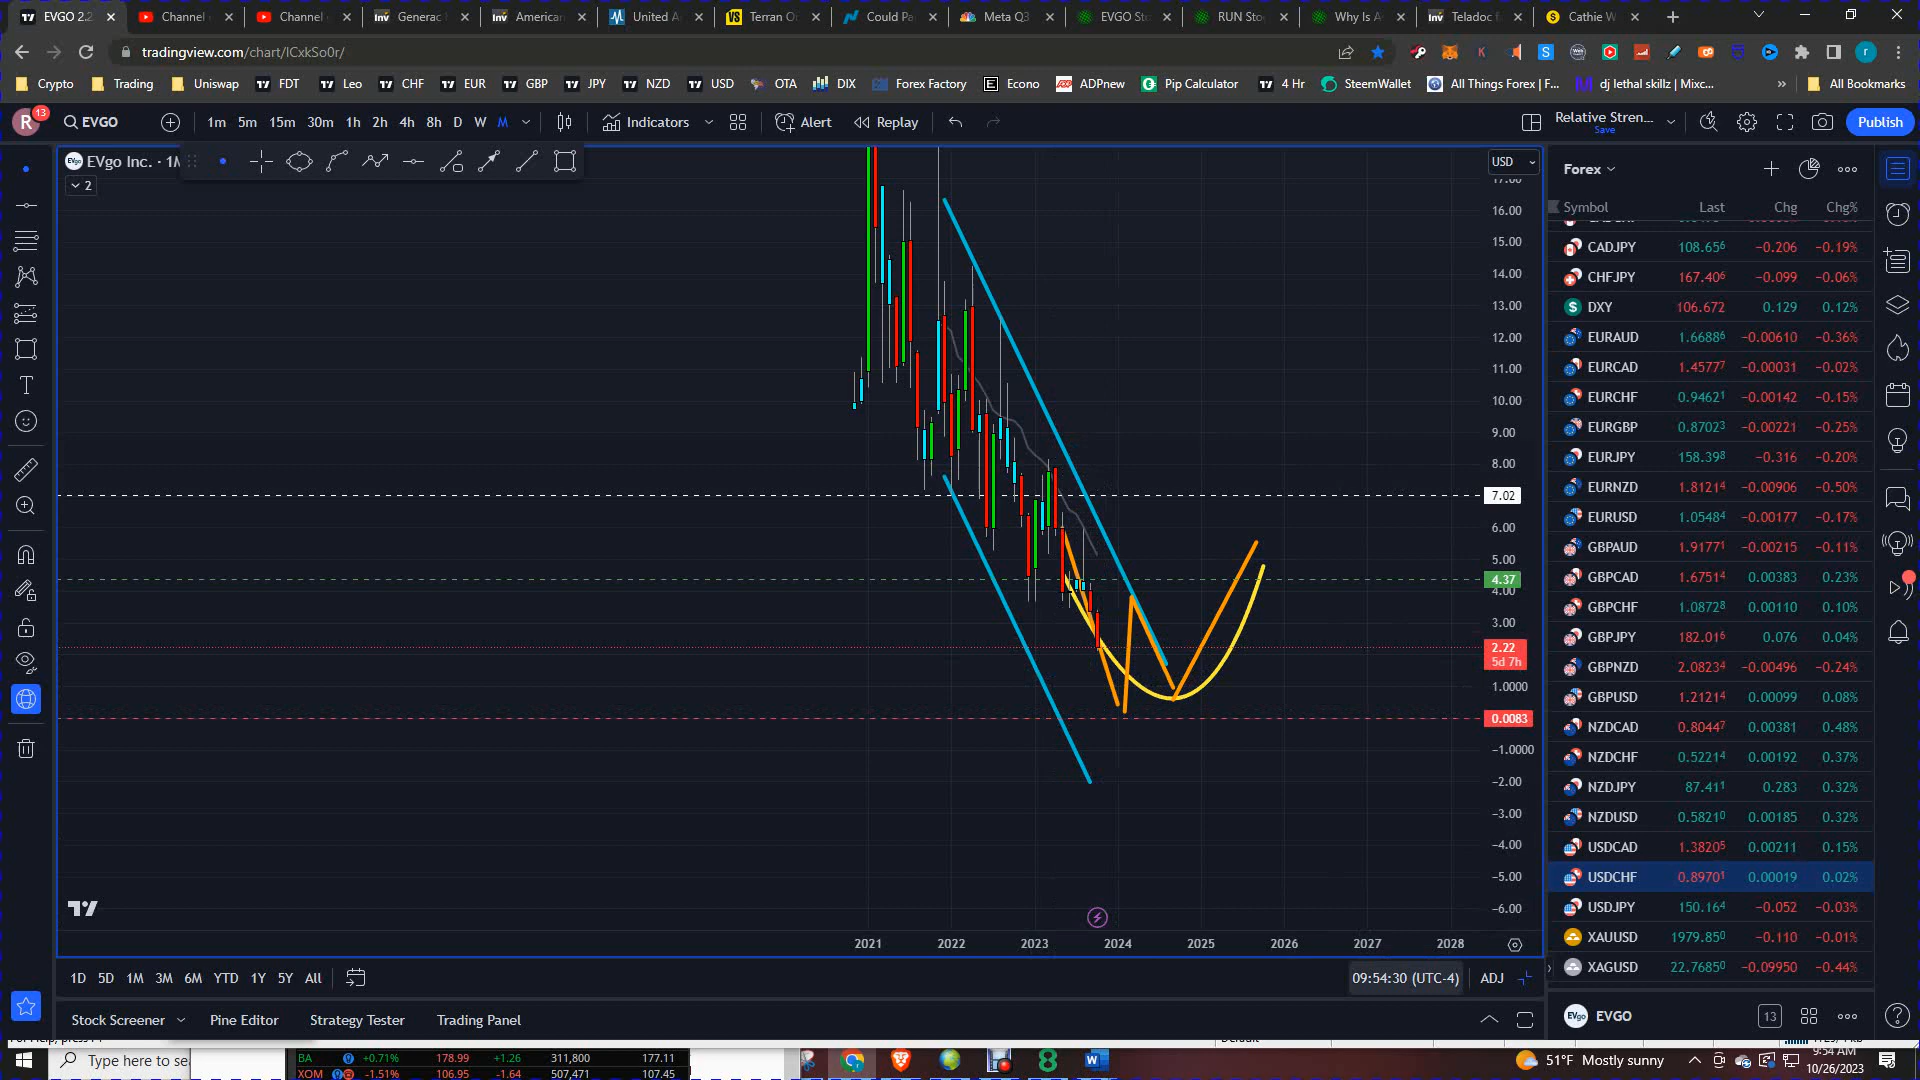 EVGO 2.2
Channel
Channel
Generac
American
United A
Terran O
Could Pa
Meta Q3
EVGO Sto
RUN Stoc
Why Is A
Teladoc
Cathie W
tradingview.com/chart/lCxkSo0r/
Crypto
Trading
Uniswap
FDT
Leo
CHF
EUR
GBP
JPY
NZD
USD
OTA
DIX
Forex Factory
Econo
ADPnew
Pip Calculator
4 Hr
SteemWallet
All Things Forex | F...
dj lethal skillz | Mixc...
All Bookmarks
R 13
EVGO
1m 5m 15m 30m 1h 2h 4h 8h D W M
Indicators
Alert
Replay
Relative Stren...
Save
Publish
EVgo Inc. · 1M
2
USD
17.00
16.00
15.00
14.00
13.00
12.00
11.00
10.00
9.00
8.00
7.02
6.00
5.00
4.37
4.00
3.00
2.22
5d 7h
1.0000
0.0083
−1.0000
−2.00
−3.00
−4.00
−5.00
−6.00
2021 2022 2023 2024 2025 2026 2027 2028
1D 5D 1M 3M 6M YTD 1Y 5Y All
09:54:30 (UTC-4)
ADJ
Stock Screener
Pine Editor
Strategy Tester
Trading Panel
Forex
Symbol Last Chg Chg%
CADJPY 108.656 −0.206 −0.19%
CHFJPY 167.406 −0.099 −0.06%
DXY 106.672 0.129 0.12%
EURAUD 1.66886 −0.00610 −0.36%
EURCAD 1.45777 −0.00031 −0.02%
EURCHF 0.94621 −0.00142 −0.15%
EURGBP 0.87023 −0.00221 −0.25%
EURJPY 158.398 −0.316 −0.20%
EURNZD 1.81214 −0.00906 −0.50%
EURUSD 1.05484 −0.00177 −0.17%
GBPAUD 1.91771 −0.00215 −0.11%
GBPCAD 1.67514 0.00383 0.23%
GBPCHF 1.08728 0.00110 0.10%
GBPJPY 182.016 0.076 0.04%
GBPNZD 2.08234 −0.00496 −0.24%
GBPUSD 1.21214 0.00099 0.08%
NZDCAD 0.80447 0.00381 0.48%
NZDCHF 0.52214 0.00192 0.37%
NZDJPY 87.411 0.283 0.32%
NZDUSD 0.58210 0.00185 0.32%
USDCAD 1.38205 0.00211 0.15%
USDCHF 0.89701 0.00019 0.02%
USDJPY 150.164 −0.052 −0.03%
XAUUSD 1979.850 −0.110 −0.01%
XAGUSD 22.76850 −0.09950 −0.44%
EVGO
13
Type here to se
BA +0.71% 178.99 +1.26 311,800 177.11
XOM −1.51% 106.95 −1.64 507,471 107.45
51°F Mostly sunny
9:54 AM
10/26/2023